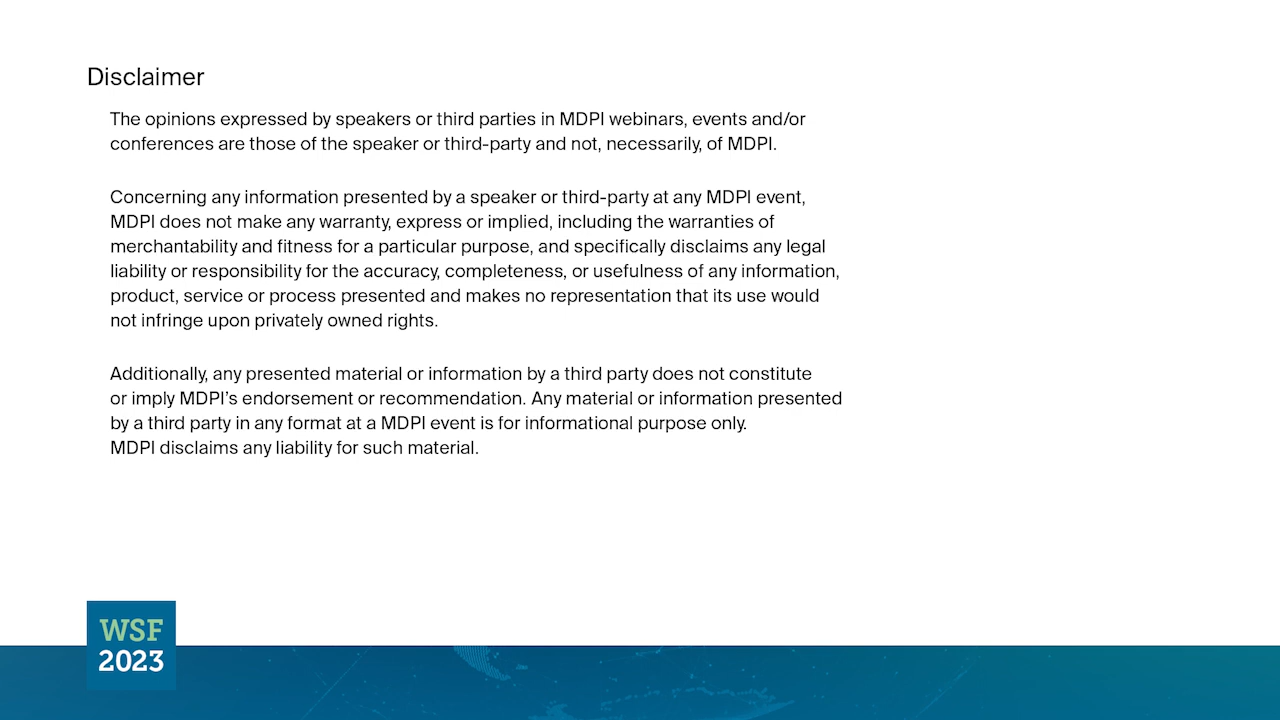 Disclaimer
The opinions expressed by speakers or third parties in MDPI webinars, events and/or
conferences are those of the speaker or third-party and not, necessarily, of MDPI.
Concerning any information presented by a speaker or third-party at any MDPI event,
MDPI does not make any warranty, express or implied, including the warranties of
merchantability and fitness for a particular purpose, and specifically disclaims any legal
liability or responsibility for the accuracy, completeness, or usefulness of any information,
product, service or process presented and makes no representation that its use would
not infringe upon privately owned rights.
Additionally, any presented material or information by a third party does not constitute
or imply MDPI’s endorsement or recommendation. Any material or information presented
by a third party in any format at a MDPI event is for informational purpose only.
MDPI disclaims any liability for such material.
WSF
2023